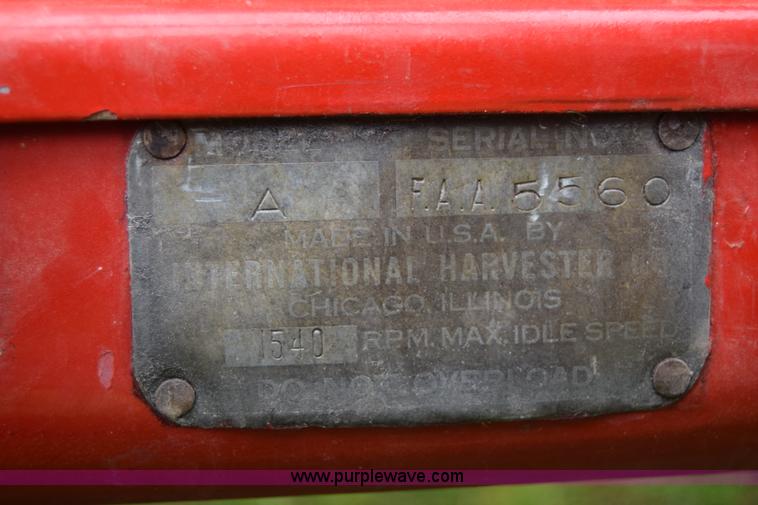 MODEL SERIAL NO.
A F.A.A. 5560
MADE IN U.S.A. BY
INTERNATIONAL HARVESTER
CHICAGO, ILLINOIS
1540 RPM. MAX. IDLE SPEED
DO NOT OVERLOAD
www.purplewave.com